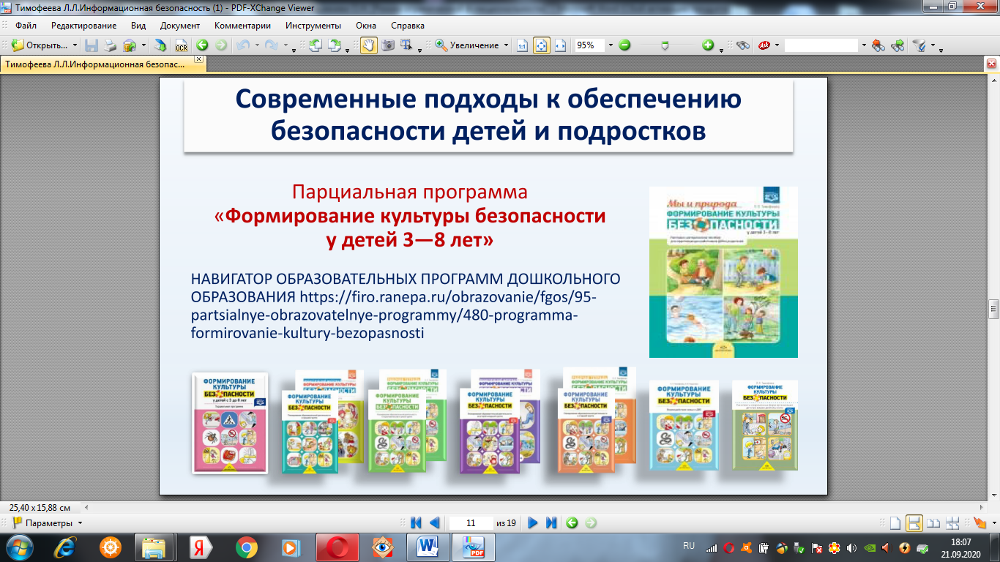 Тимофеева Л.Л.Информационная безопасность (1) - PDF-XChange Viewer
Файл Редактирование Вид Документ Комментарии Инструменты Окна Справка
Открыть... OCR Увеличение 95%
Тимофеева Л.Л.Информационная безопас...
Современные подходы к обеспечению
безопасности детей и подростков
Парциальная программа
«Формирование культуры безопасности
у детей 3—8 лет»
НАВИГАТОР ОБРАЗОВАТЕЛЬНЫХ ПРОГРАММ ДОШКОЛЬНОГО
ОБРАЗОВАНИЯ https://firo.ranepa.ru/obrazovanie/fgos/95-
partsialnye-obrazovatelnye-programmy/480-programma-
formirovanie-kultury-bezopasnosti
Мы и природа
ФОРМИРОВАНИЕ КУЛЬТУРЫ
БЕЗОПАСНОСТИ
у детей 3-8 лет
ФОРМИРОВАНИЕ
КУЛЬТУРЫ
БЕЗОПАСНОСТИ
у детей с 3 до 8 лет
ФОРМИРОВАНИЕ
КУЛЬТУРЫ
БЕЗОПАСНОСТИ
ФОРМИРОВАНИЕ
КУЛЬТУРЫ
БЕЗОПАСНОСТИ
ФОРМИРОВАНИЕ
КУЛЬТУРЫ
БЕЗОПАСНОСТИ
ФОРМИРОВАНИЕ
КУЛЬТУРЫ
БЕЗОПАСНОСТИ
ФОРМИРОВАНИЕ
КУЛЬТУРЫ
БЕЗОПАСНОСТИ
ФОРМИРОВАНИЕ
КУЛЬТУРЫ
БЕЗОПАСНОСТИ
25,40 x 15,88 см
Параметры 11 из 19
RU
18:07
21.09.2020